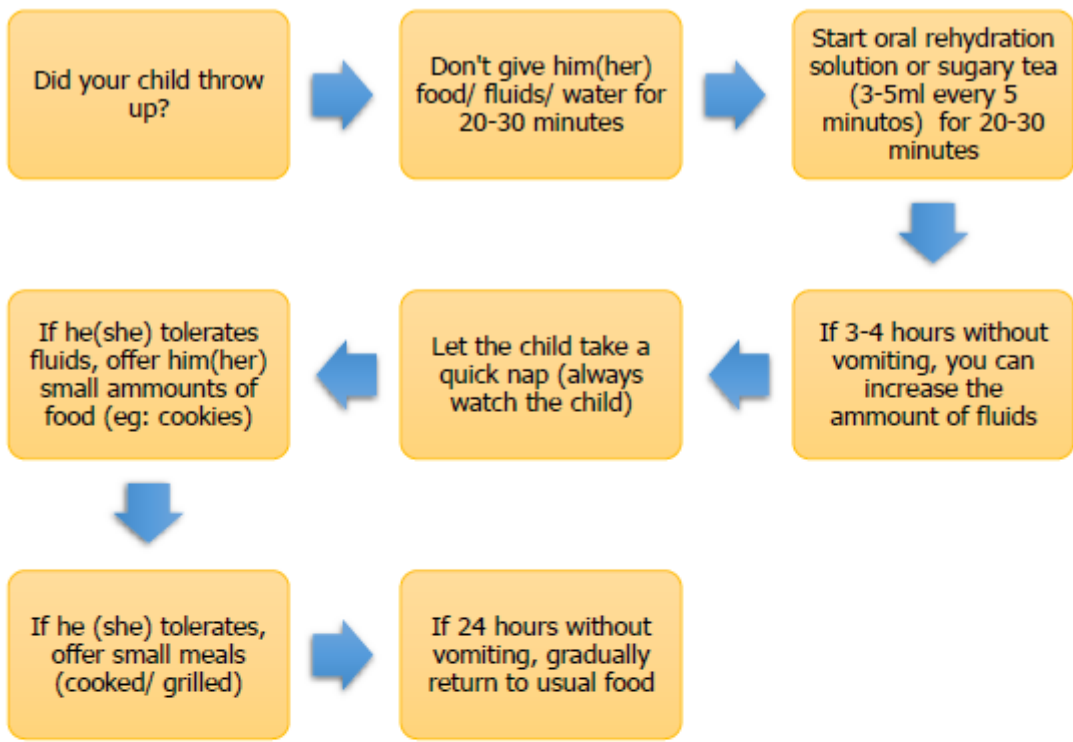 Did your child throw
up?
Don't give him(her)
food/ fluids/ water for
20-30 minutes
Start oral rehydration
solution or sugary tea
(3-5ml every 5
minutos) for 20-30
minutes
If 3-4 hours without
vomiting, you can
increase the
ammount of fluids
Let the child take a
quick nap (always
watch the child)
If he(she) tolerates
fluids, offer him(her)
small ammounts of
food (eg: cookies)
If he (she) tolerates,
offer small meals
(cooked/ grilled)
If 24 hours without
vomiting, gradually
return to usual food